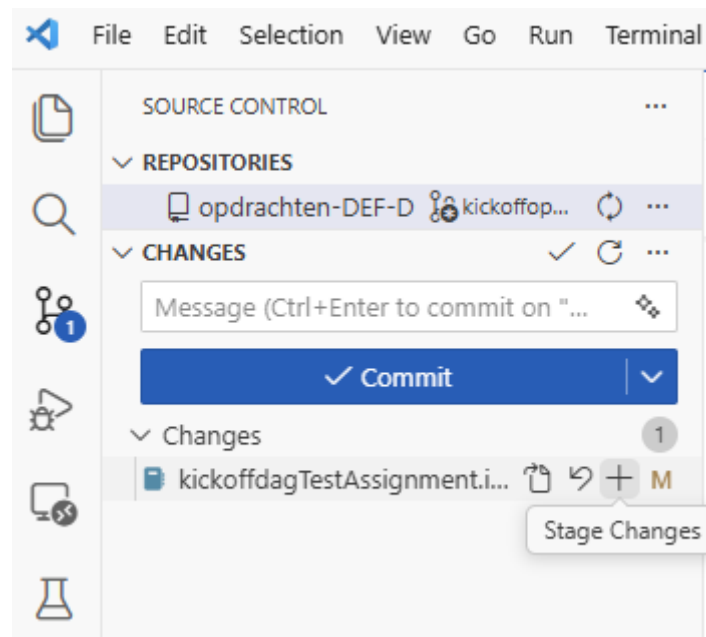 File Edit Selection View Go Run Terminal
SOURCE CONTROL
REPOSITORIES
opdrachten-DEF-D kickoffop...
CHANGES
Message (Ctrl+Enter to commit on "...
Commit
Changes 1
kickoffdagTestAssignment.i... M
Stage Changes
1